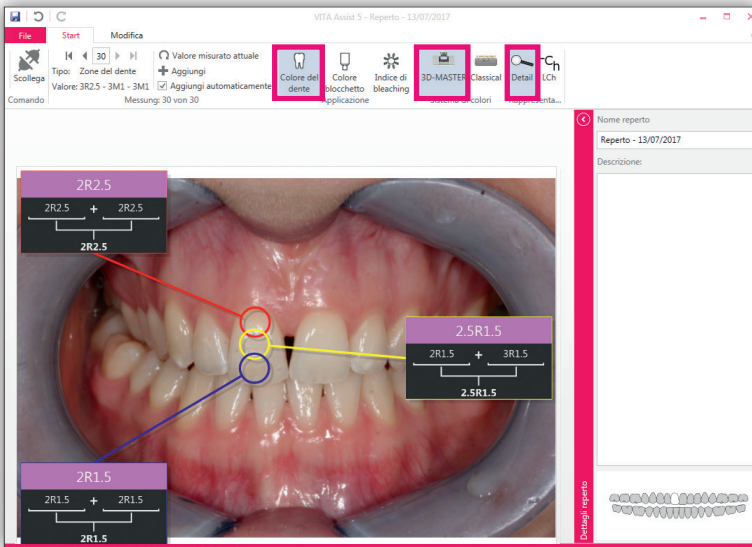 VITA Assist 5 - Reperto - 13/07/2017
File Start Modifica
Scollega
30
Tipo: Zone del dente
Valore: 3R2.5 - 3M1 - 3M1
Valore misurato attuale
Aggiungi
Aggiungi automaticamente
Colore del
dente
Colore
blocchetto
Indice di
bleaching
3D-MASTER
Classical
Detail
Ch
LCh
Comando
Messung: 30 von 30
Applicazione
Sistema di colori
Rappresenta...
Nome reperto
Reperto - 13/07/2017
Descrizione:
2R2.5
2R2.5 + 2R2.5
2R2.5
2.5R1.5
2R1.5 + 3R1.5
2.5R1.5
2R1.5
2R1.5 + 2R1.5
2R1.5
Dettagli reperto